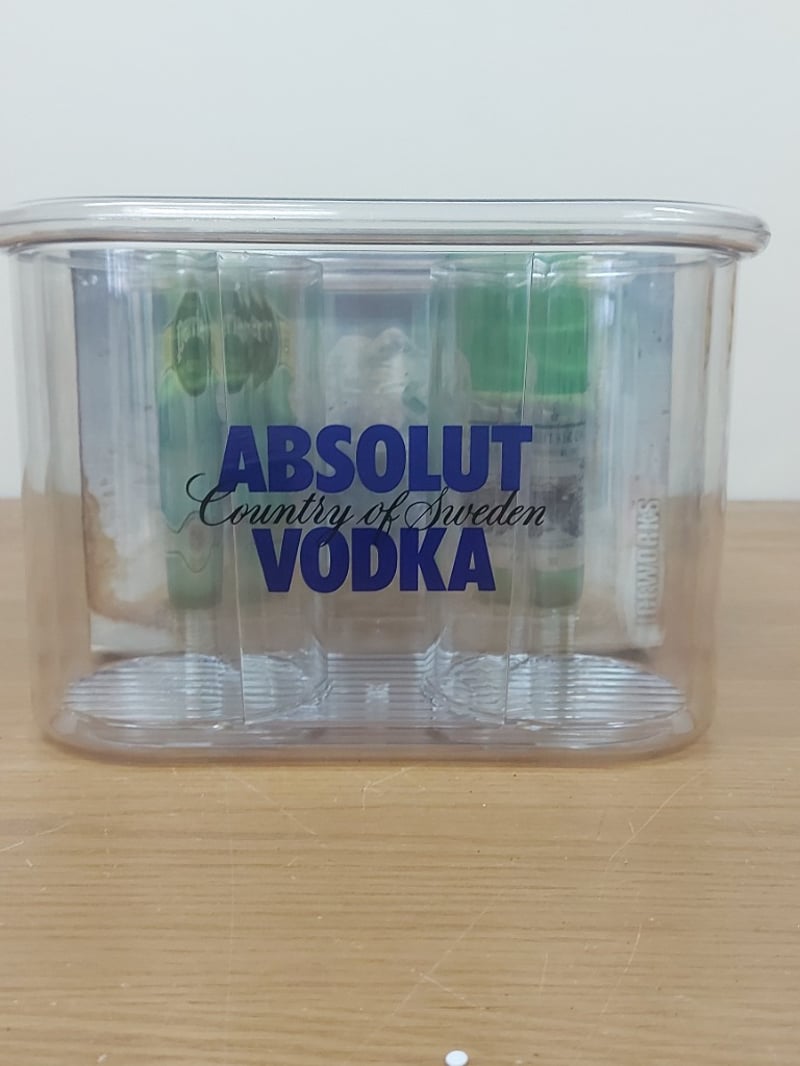 ABSOLUT
Country of Sweden
VODKA